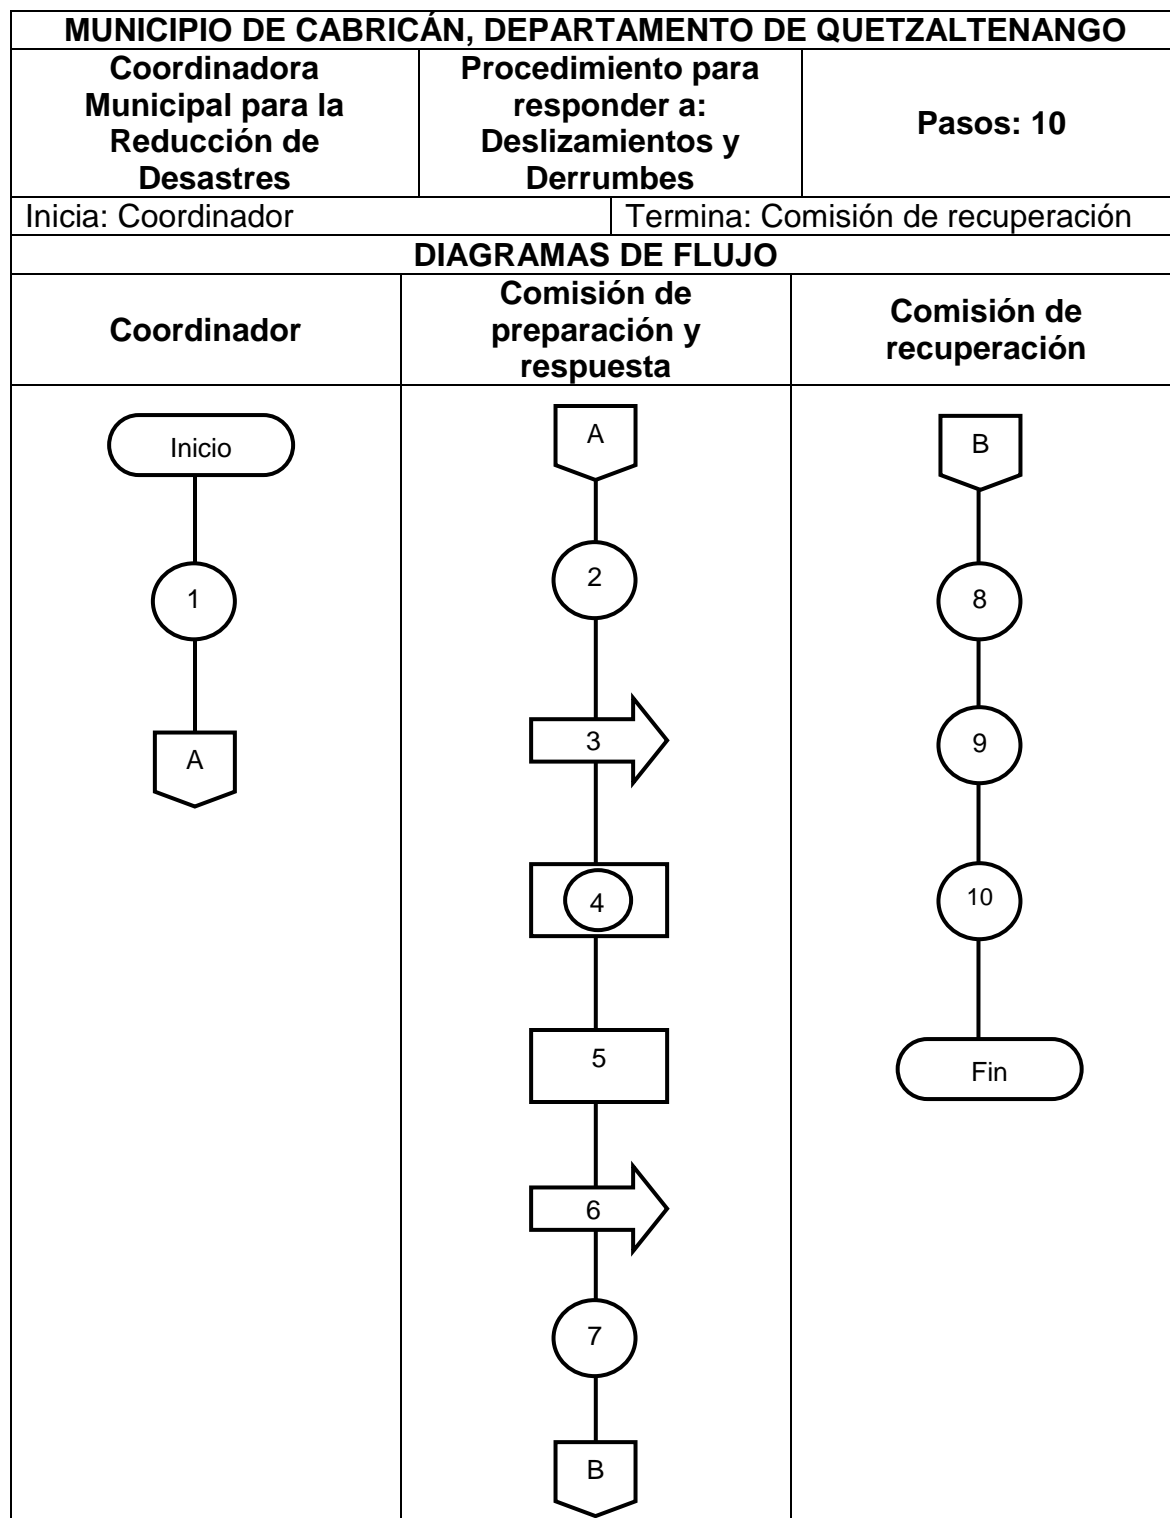 MUNICIPIO DE CABRICÁN, DEPARTAMENTO DE QUETZALTENANGO
Coordinadora
Municipal para la
Reducción de
Desastres
Procedimiento para
responder a:
Deslizamientos y
Derrumbes
Pasos: 10
Inicia: Coordinador
Termina: Comisión de recuperación
DIAGRAMAS DE FLUJO
Coordinador
Comisión de
preparación y
respuesta
Comisión de
recuperación
Inicio
1
A
A
2
3
4
5
6
7
B
B
8
9
10
Fin